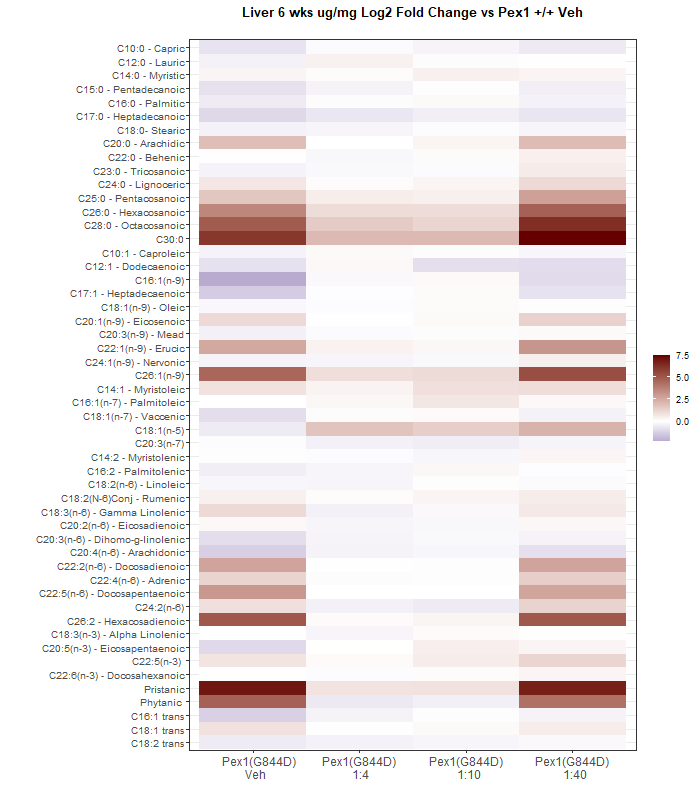 Liver 6 wks ug/mg Log2 Fold Change vs Pex1 +/+ Veh
C10:0 - Capric
C12:0 - Lauric
C14:0 - Myristic
C15:0 - Pentadecanoic
C16:0 - Palmitic
C17:0 - Heptadecanoic
C18:0- Stearic
C20:0 - Arachidic
C22:0 - Behenic
C23:0 - Tricosanoic
C24:0 - Lignoceric
C25:0 - Pentacosanoic
C26:0 - Hexacosanoic
C28:0 - Octacosanoic
C30:0
C10:1 - Caproleic
C12:1 - Dodecaenoic
C16:1(n-9)
C17:1 - Heptadecaenoic
C18:1(n-9) - Oleic
C20:1(n-9) - Eicosenoic
C20:3(n-9) - Mead
C22:1(n-9) - Erucic
C24:1(n-9) - Nervonic
C26:1(n-9)
C14:1 - Myristoleic
C16:1(n-7) - Palmitoleic
C18:1(n-7) - Vaccenic
C18:1(n-5)
C20:3(n-7)
C14:2 - Myristolenic
C16:2 - Palmitolenic
C18:2(n-6) - Linoleic
C18:2(N-6)Conj - Rumenic
C18:3(n-6) - Gamma Linolenic
C20:2(n-6) - Eicosadienoic
C20:3(n-6) - Dihomo-g-linolenic
C20:4(n-6) - Arachidonic
C22:2(n-6) - Docosadienoic
C22:4(n-6) - Adrenic
C22:5(n-6) - Docosapentaenoic
C24:2(n-6)
C26:2 - Hexacosadienoic
C18:3(n-3) - Alpha Linolenic
C20:5(n-3) - Eicosapentaenoic
C22:5(n-3)
C22:6(n-3) - Docosahexanoic
Pristanic
Phytanic
C16:1 trans
C18:1 trans
C18:2 trans
Pex1(G844D) Veh
Pex1(G844D) 1:4
Pex1(G844D) 1:10
Pex1(G844D) 1:40
7.5
5.0
2.5
0.0